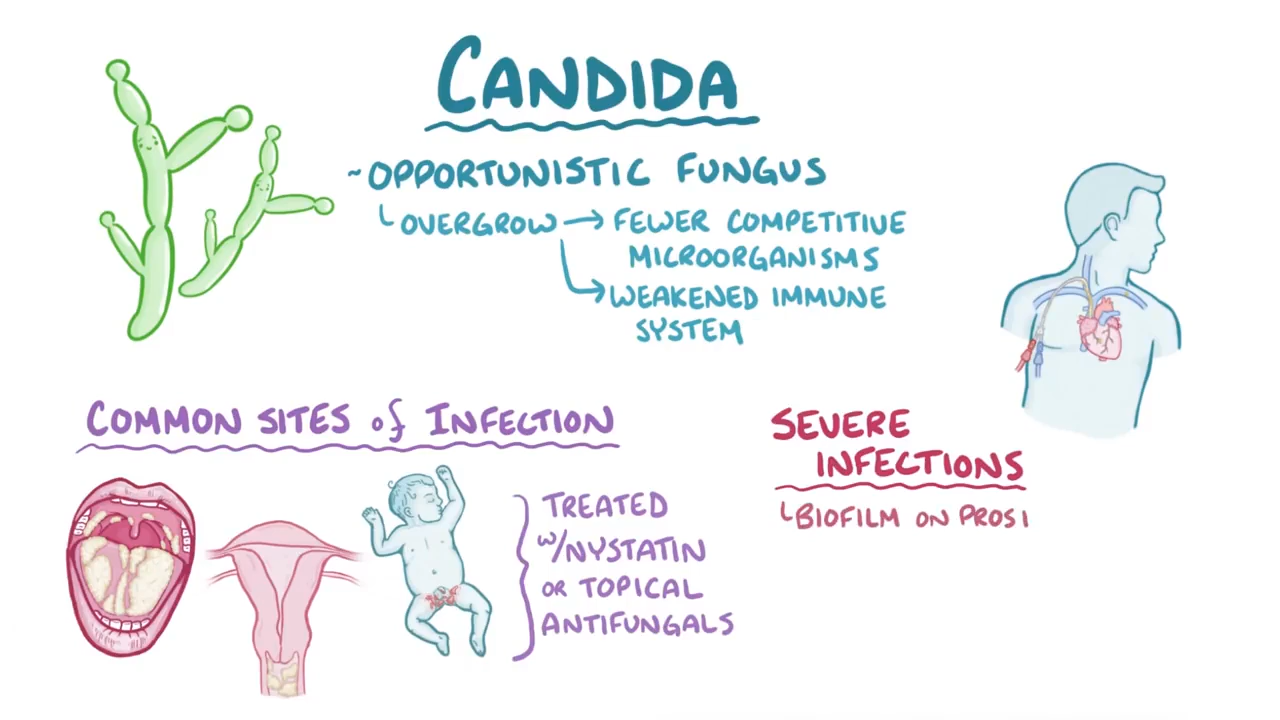 CANDIDA
~OPPORTUNISTIC FUNGUS
OVERGROW → FEWER COMPETITIVE
MICROORGANISMS
→ WEAKENED IMMUNE
SYSTEM
COMMON SITES of INFECTION
TREATED
w/NYSTATIN
OR TOPICAL
ANTIFUNGALS
SEVERE
INFECTIONS
BIOFILM ON PROSI